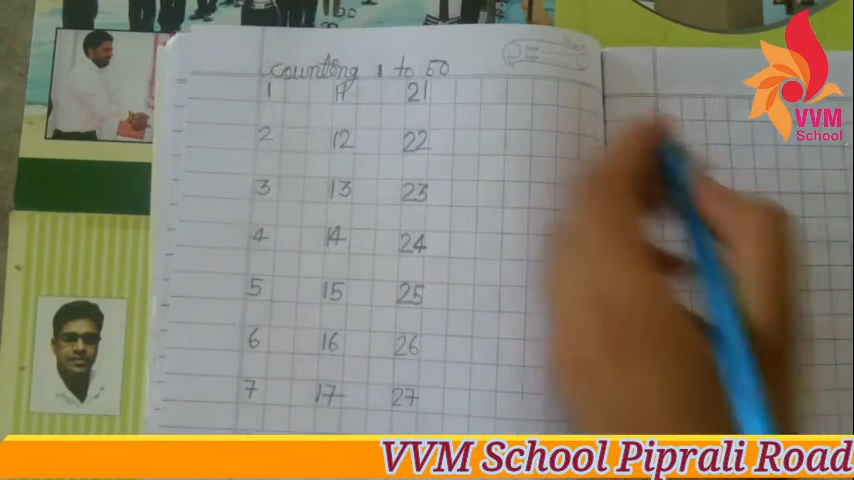 counting 1 to 50
1 11 21
2 12 22
3 13 23
4 14 24
5 15 25
6 16 26
7 17 27
VVM
School
VVM School Piprali Road